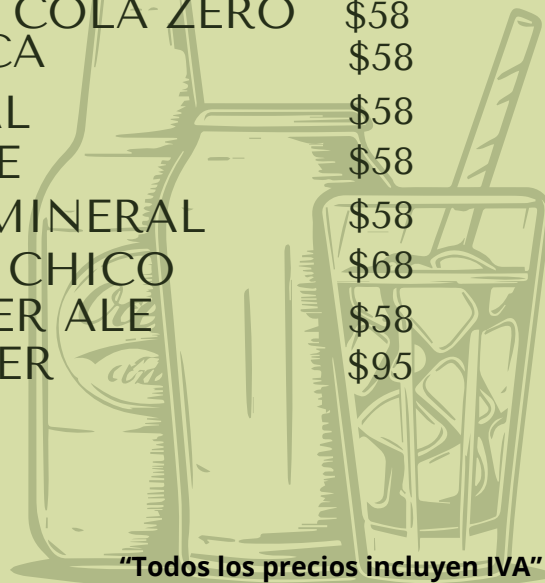 COLA ZERO $58
CA $58
AL $58
E $58
MINERAL $58
CHICO $68
ER ALE $58
ER $95
“Todos los precios incluyen IVA”